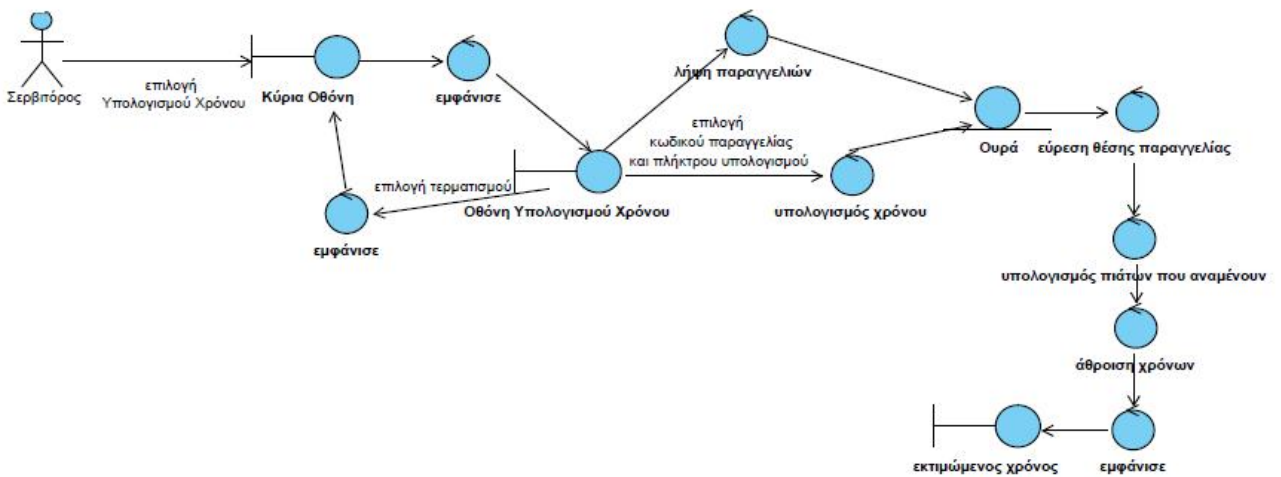 Σερβιτόρος
επιλογή
Υπολογισμού Χρόνου
Κύρια Οθόνη
εμφάνισε
λήψη παραγγελιών
επιλογή
κωδικού παραγγελίας
και πλήκτρου υπολογισμού
Ουρά
εύρεση θέσης παραγγελίας
επιλογή τερματισμού
Οθόνη Υπολογισμού Χρόνου
υπολογισμός χρόνου
εμφάνισε
υπολογισμός πιάτων που αναμένουν
άθροιση χρόνων
εκτιμώμενος χρόνος
εμφάνισε